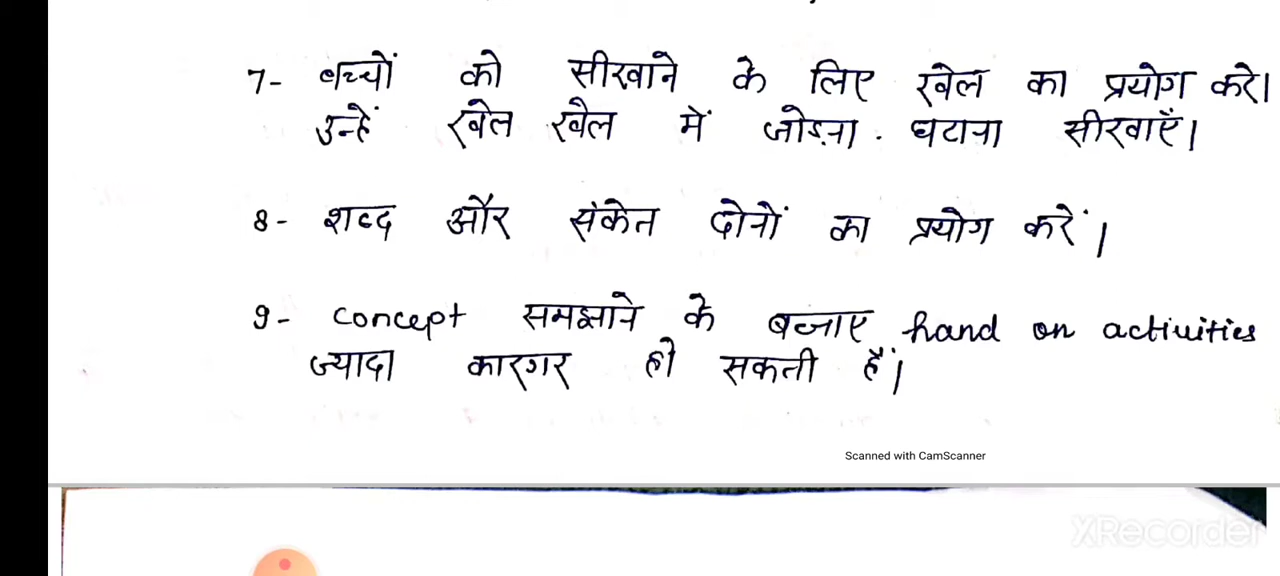 7- बच्चों को सीखाने के लिए खेल का प्रयोग करे।
उन्हें खेल खेल में जोड़ना . घटाना सीखाएँ।
8- शब्द और संकेत दोनों का प्रयोग करें।
9- concept समझाने के बजाए hand on activities
ज्यादा कारगर हो सकती हैं।
Scanned with CamScanner
XRecorder